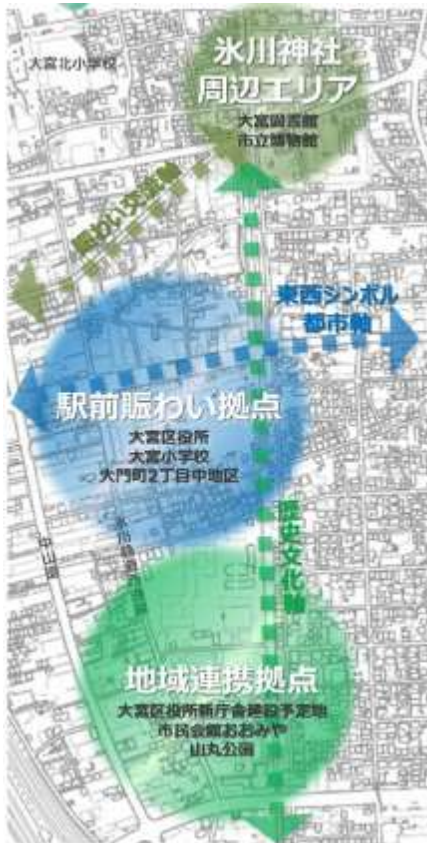 大宮北小学校
氷川神社
周辺エリア
大宮図書館
市立博物館
賑わい交流軸
東西シンボル
都市軸
駅前賑わい拠点
大宮区役所
大宮小学校
大門町2丁目中地区
歴史文化軸
中山道
地域連携拠点
大宮区役所新庁舎建設予定地
市民会館おおみや
山丸公園